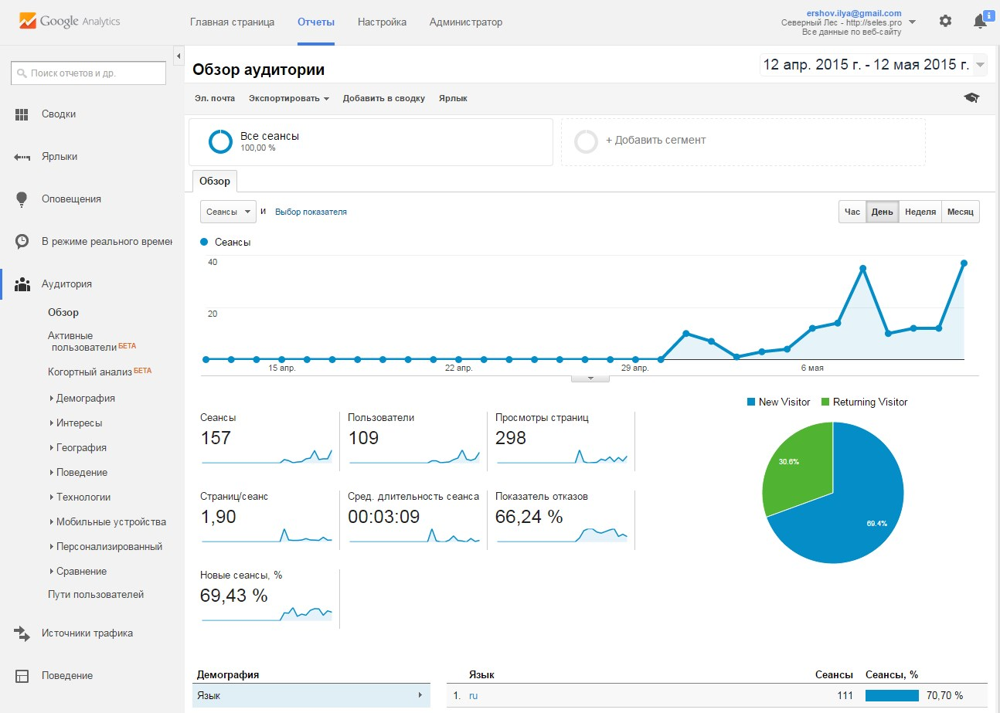 Google Analytics
Главная страница
Отчеты
Настройка
Администратор
ershov.ilya@gmail.com
Северный Лес - http://seles.pro
Все данные по веб-сайту
i
Поиск отчетов и др.
Сводки
Ярлыки
Оповещения
В режиме реального времен
Аудитория
Обзор
Активные
пользователи БЕТА
Когортный анализ БЕТА
Демография
Интересы
География
Поведение
Технологии
Мобильные устройства
Персонализированный
Сравнение
Пути пользователей
Источники трафика
Поведение
Обзор аудитории
12 апр. 2015 г. - 12 мая 2015 г.
Эл. почта
Экспортировать
Добавить в сводку
Ярлык
Все сеансы
100,00 %
+ Добавить сегмент
Обзор
Сеансы
и
Выбор показателя
Час
День
Неделя
Месяц
Сеансы
40
20
15 апр.
22 апр.
29 апр.
6 мая
Сеансы
157
Пользователи
109
Просмотры страниц
298
Страниц/сеанс
1,90
Сред. длительность сеанса
00:03:09
Показатель отказов
66,24 %
Новые сеансы, %
69,43 %
New Visitor
Returning Visitor
30.6%
69.4%
Демография
Язык
Язык
Сеансы
Сеансы, %
1. ru
111
70,70 %